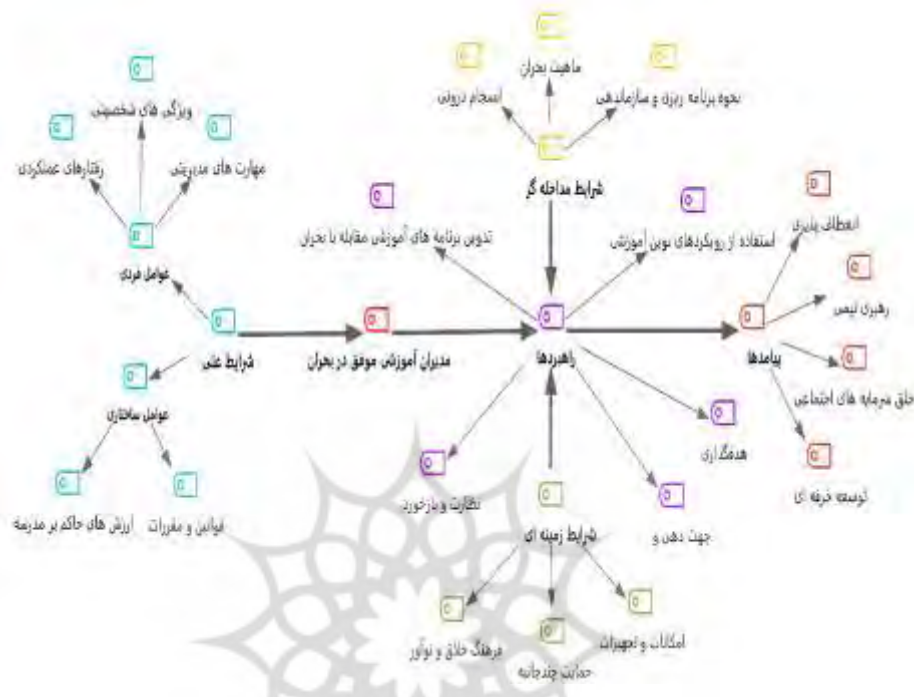 ماهیت بحران
انسجام درونی
نحوه برنامه ریزی و سازماندهی
شرایط مداخله گر
ویژگی های شخصیتی
مهارت های مدیریتی
رفتارهای عملکردی
عوامل فردی
تدوین برنامه های آموزشی مقابله با بحران
استفاده از رویکردهای نوین آموزشی
انعطاف پذیری
رهبری تیمی
پیامدها
راهبردها
مدیران آموزشی موفق در بحران
شرایط علی
خلق سرمایه های اجتماعی
عوامل ساختاری
هدفگذاری
توسعه حرفه ای
نظارت و بازخورد
قوانین و مقررات
ارزش های حاکم بر مدرسه
جهت دهی و
شرایط زمینه ای
امکانات و تجهیزات
فرهنگ خلاق و نوآور
حمایت چندجانبه